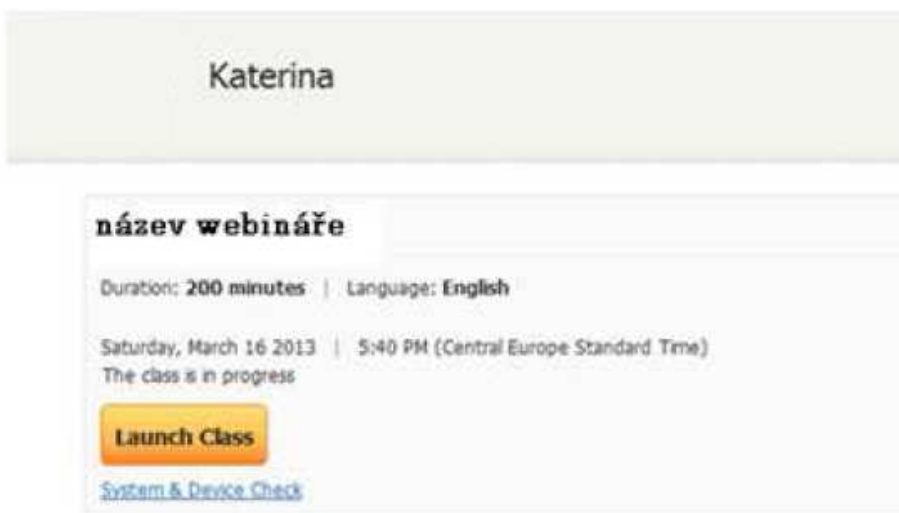 Katerina
název webináře
Duration: 200 minutes | Language: English
Saturday, March 16 2013 | 5:40 PM (Central Europe Standard Time)
The class is in progress
Launch Class
System & Device Check